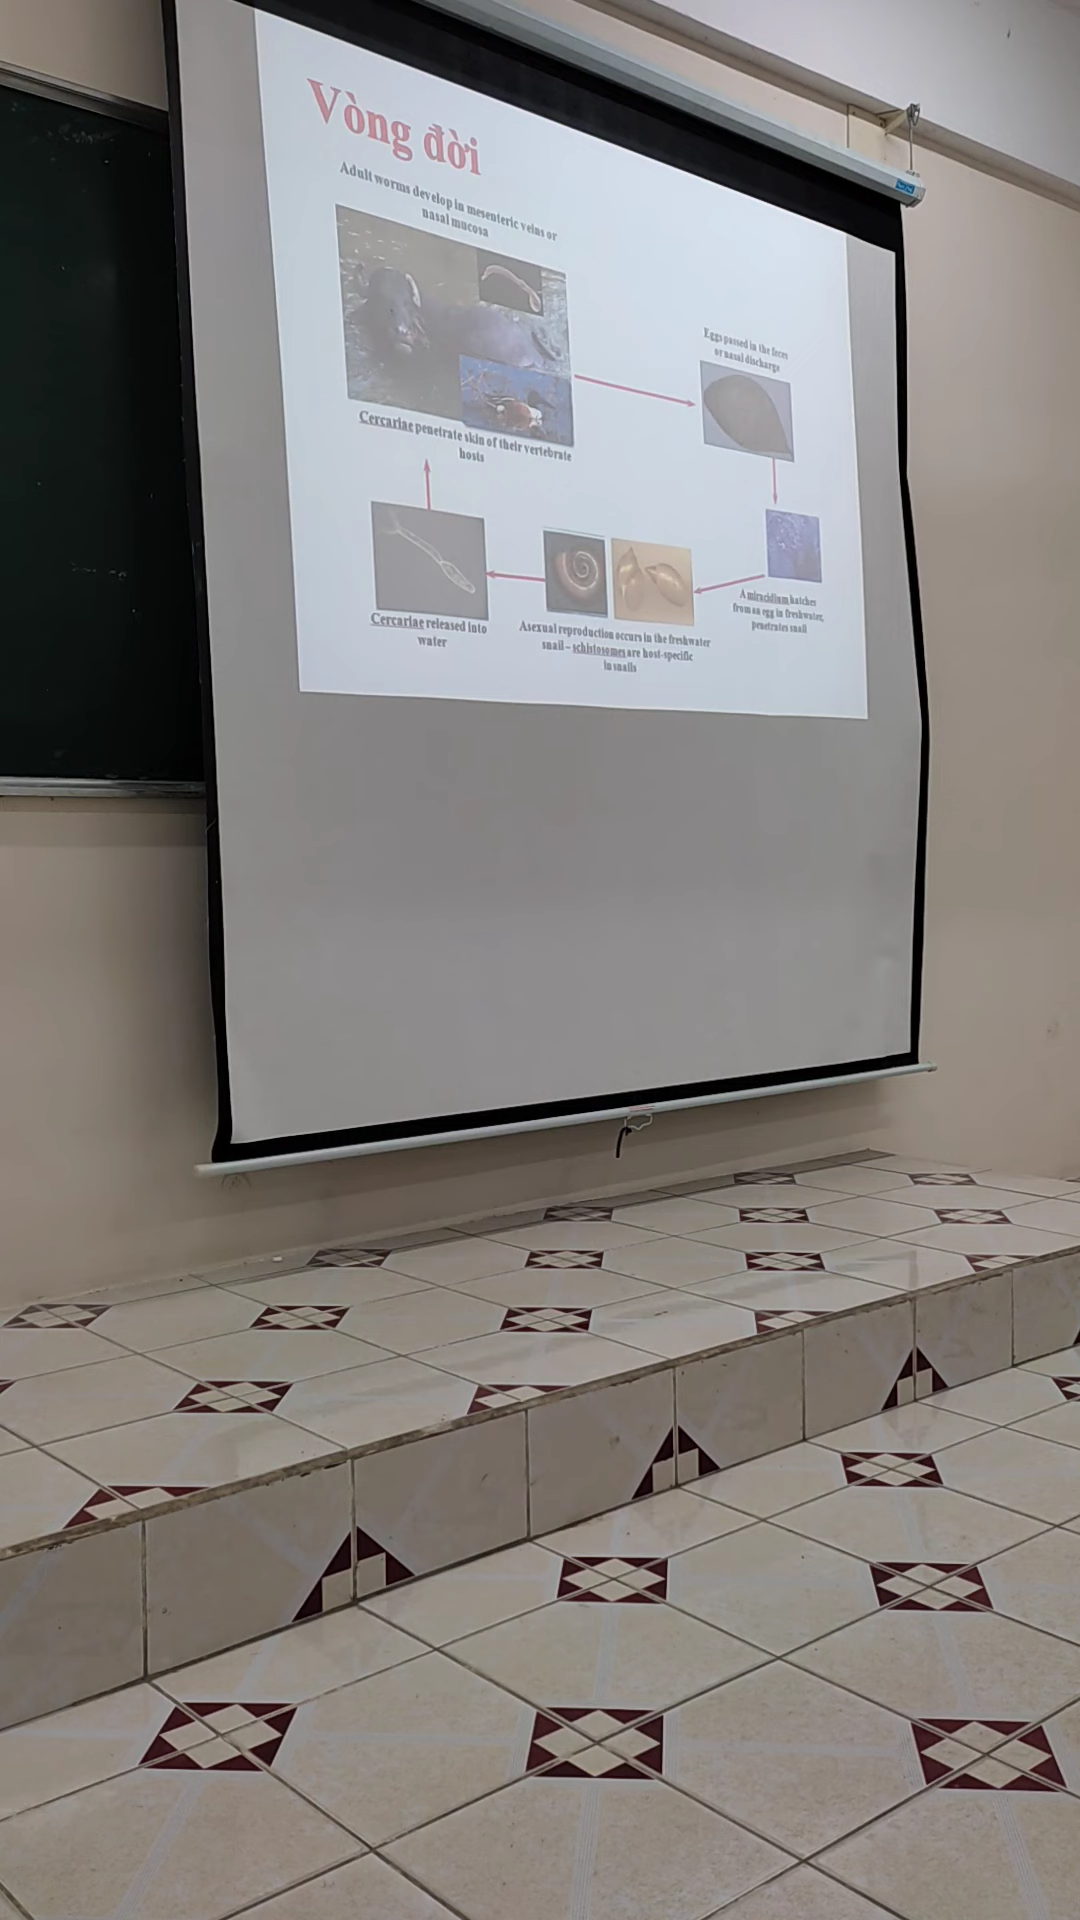 Vòng đời
Adult worms develop in mesenteric veins or
nasal mucosa
Eggs passed in the feces
or nasal discharge
Cercariae penetrate skin of their vertebrate
hosts
A miracidium hatches
from an egg in freshwater,
penetrates snail
Asexual reproduction occurs in the freshwater
snail – schistosomes are host-specific
in snails
Cercariae released into
water